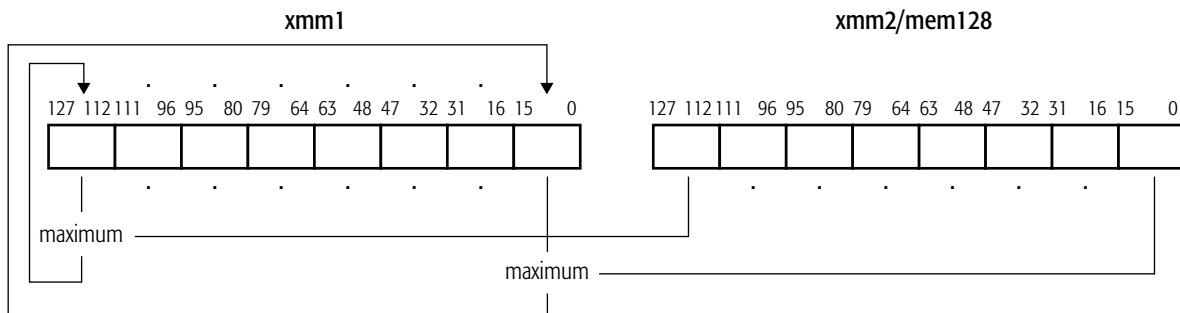 xmm1 xmm2/mem128
127 112 111 96 95 80 79 64 63 48 47 32 31 16 15 0 127 112 111 96 95 80 79 64 63 48 47 32 31 16 15 0
maximum
maximum